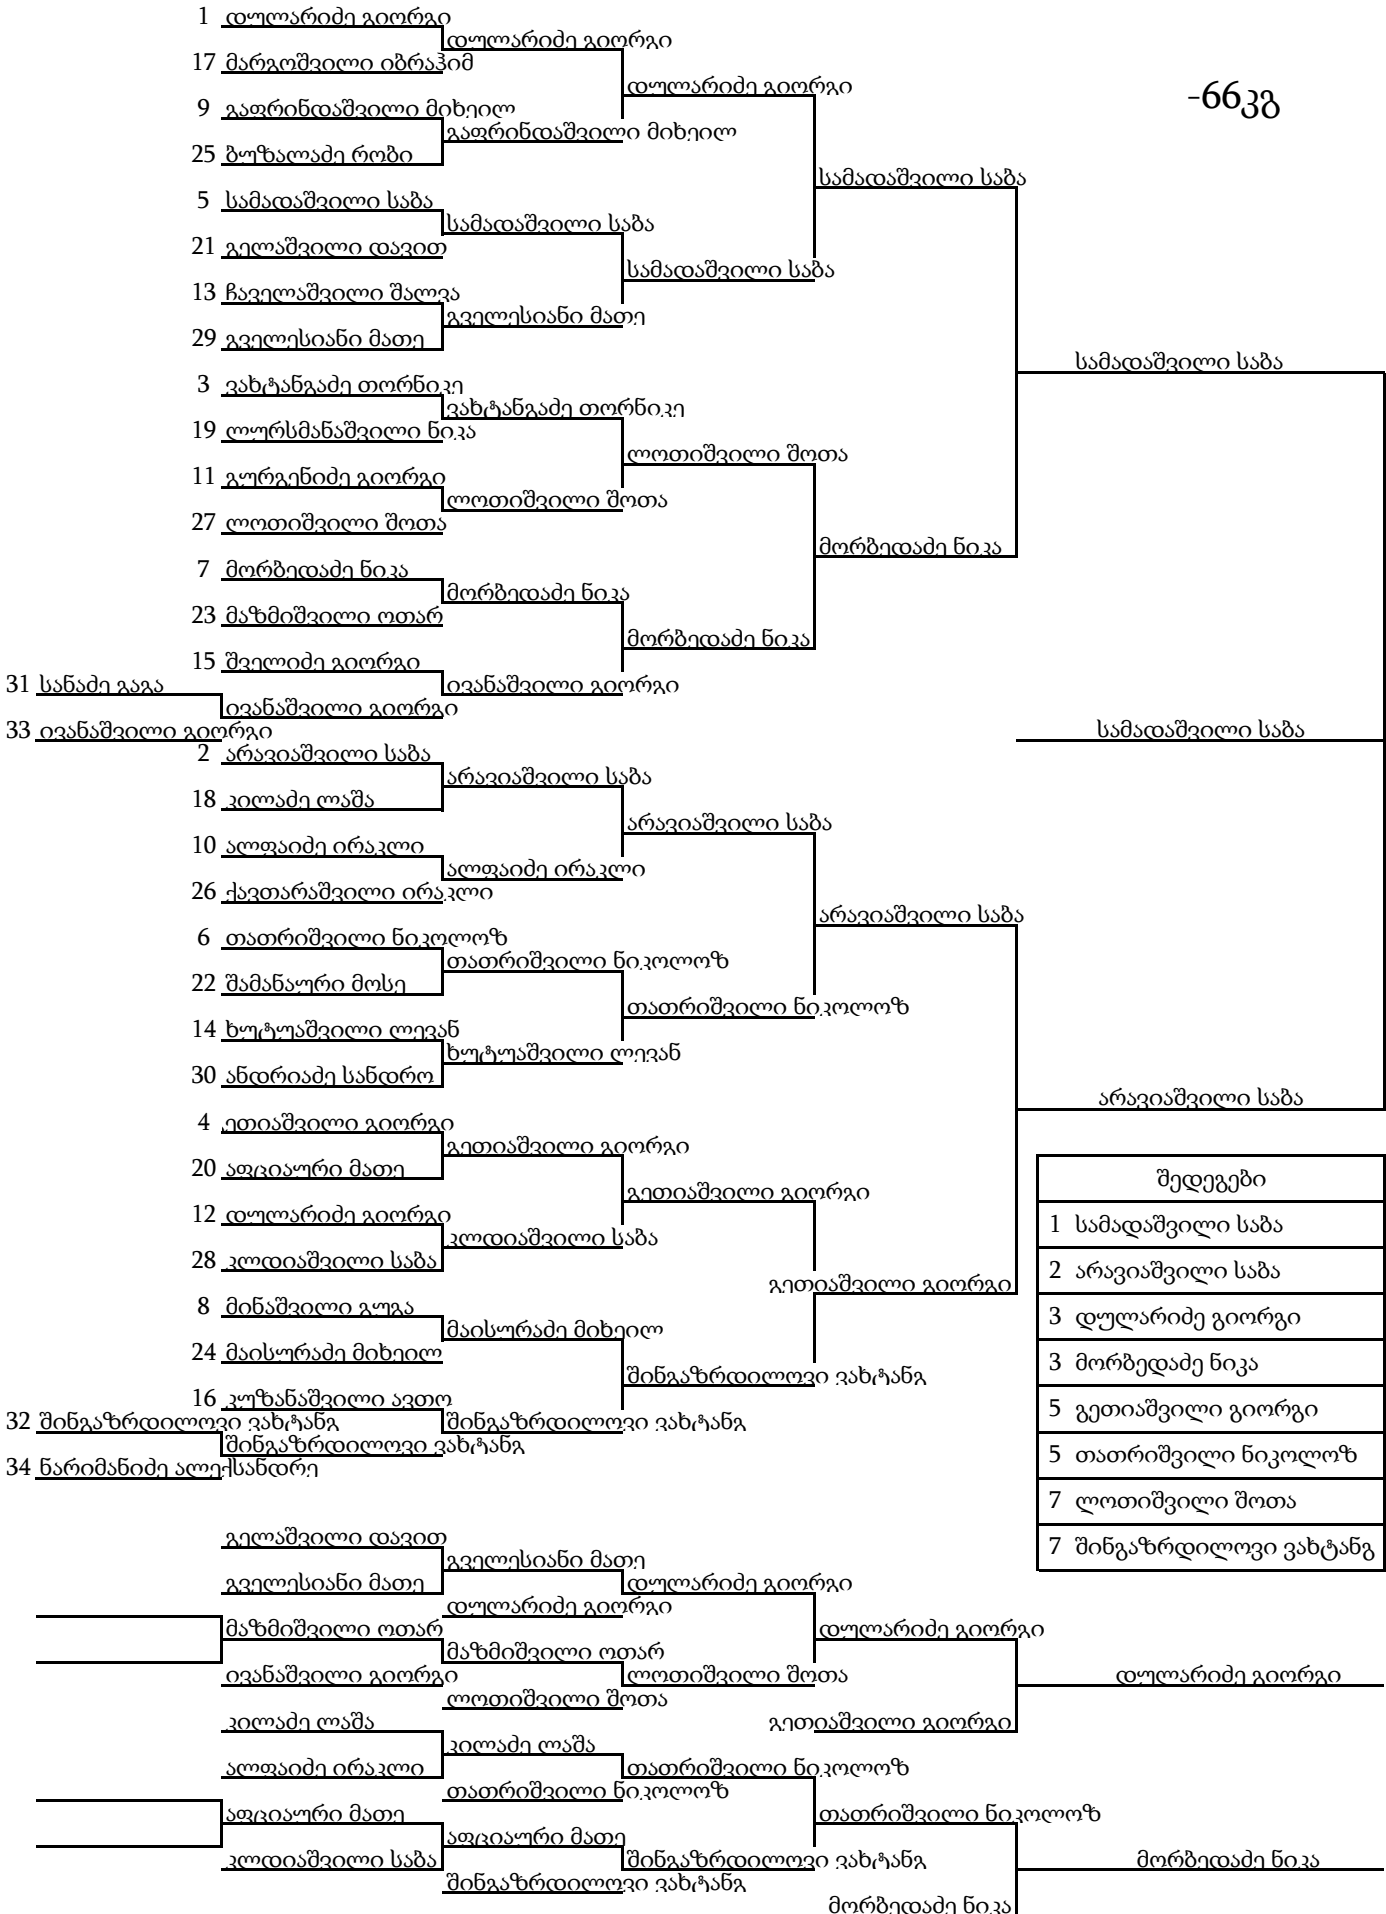 1 დულარიძე გიორგი
დულარიძე გიორგი
17 მარგოშვილი იბრაჰიმ
დულარიძე გიორგი
-66კგ
9 გაფრინდაშვილი მიხეილ
გაფრინდაშვილი მიხეილ
25 ბუზალაძე რობი
სამადაშვილი საბა
5 სამადაშვილი საბა
სამადაშვილი საბა
21 გელაშვილი დავით
სამადაშვილი საბა
13 ჩაველაშვილი შალვა
გველესიანი მათე
29 გველესიანი მათე
სამადაშვილი საბა
3 ვახტანგაძე თორნიკე
ვახტანგაძე თორნიკე
19 ლურსმანაშვილი ნიკა
ლოთიშვილი შოთა
11 გურგენიძე გიორგი
ლოთიშვილი შოთა
27 ლოთიშვილი შოთა
მორბედაძე ნიკა
7 მორბედაძე ნიკა
მორბედაძე ნიკა
23 მაზმიშვილი ოთარ
მორბედაძე ნიკა
15 შველიძე გიორგი
31 სანაძე გაგა
ივანაშვილი გიორგი
ივანაშვილი გიორგი
33 ივანაშვილი გიორგი
სამადაშვილი საბა
2 არავიაშვილი საბა
არავიაშვილი საბა
18 კილაძე ლაშა
არავიაშვილი საბა
10 ალფაიძე ირაკლი
ალფაიძე ირაკლი
26 ქავთარაშვილი ირაკლი
არავიაშვილი საბა
6 თათრიშვილი ნიკოლოზ
თათრიშვილი ნიკოლოზ
22 შამანაური მოსე
თათრიშვილი ნიკოლოზ
14 ხუტუაშვილი ლევან
ხუტუაშვილი ლევან
30 ანდრიაძე სანდრო
არავიაშვილი საბა
4 ეთიაშვილი გიორგი
გეთიაშვილი გიორგი
20 აფციაური მათე
გეთიაშვილი გიორგი
12 დულარიძე გიორგი
კლდიაშვილი საბა
28 კლდიაშვილი საბა
გეთიაშვილი გიორგი
8 მინაშვილი გუგა
მაისურაძე მიხეილ
24 მაისურაძე მიხეილ
შინგაზრდილოვი ვახტანგ
16 კუზანაშვილი ავთო
32 შინგაზრდილოვი ვახტანგ
შინგაზრდილოვი ვახტანგ
შინგაზრდილოვი ვახტანგ
34 ნარიმანიძე ალექსანდრე
შედეგები
1 სამადაშვილი საბა
2 არავიაშვილი საბა
3 დულარიძე გიორგი
3 მორბედაძე ნიკა
5 გეთიაშვილი გიორგი
5 თათრიშვილი ნიკოლოზ
7 ლოთიშვილი შოთა
7 შინგაზრდილოვი ვახტანგ
გელაშვილი დავით
გველესიანი მათე
გველესიანი მათე
დულარიძე გიორგი
დულარიძე გიორგი
მაზმიშვილი ოთარ
დულარიძე გიორგი
მაზმიშვილი ოთარ
ივანაშვილი გიორგი
ლოთიშვილი შოთა
დულარიძე გიორგი
ლოთიშვილი შოთა
კილაძე ლაშა
გეთიაშვილი გიორგი
კილაძე ლაშა
ალფაიძე ირაკლი
თათრიშვილი ნიკოლოზ
თათრიშვილი ნიკოლოზ
აფციაური მათე
თათრიშვილი ნიკოლოზ
აფციაური მათე
კლდიაშვილი საბა
შინგაზრდილოვი ვახტანგ
მორბედაძე ნიკა
შინგაზრდილოვი ვახტანგ
მორბედაძე ნიკა